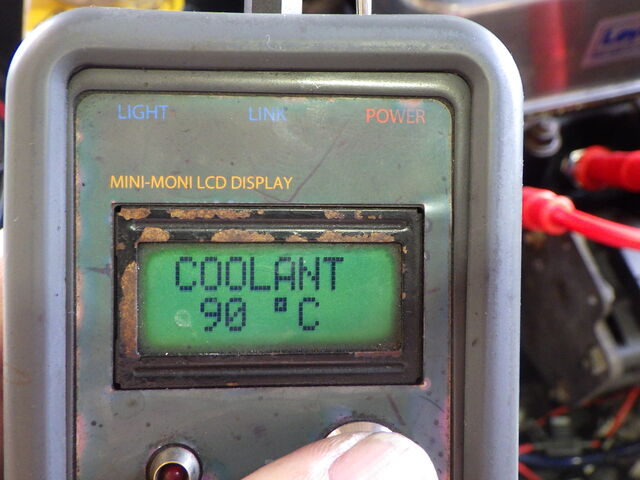 LIGHT LINK POWER
MINI-MONI LCD DISPLAY
COOLANT
90 °C